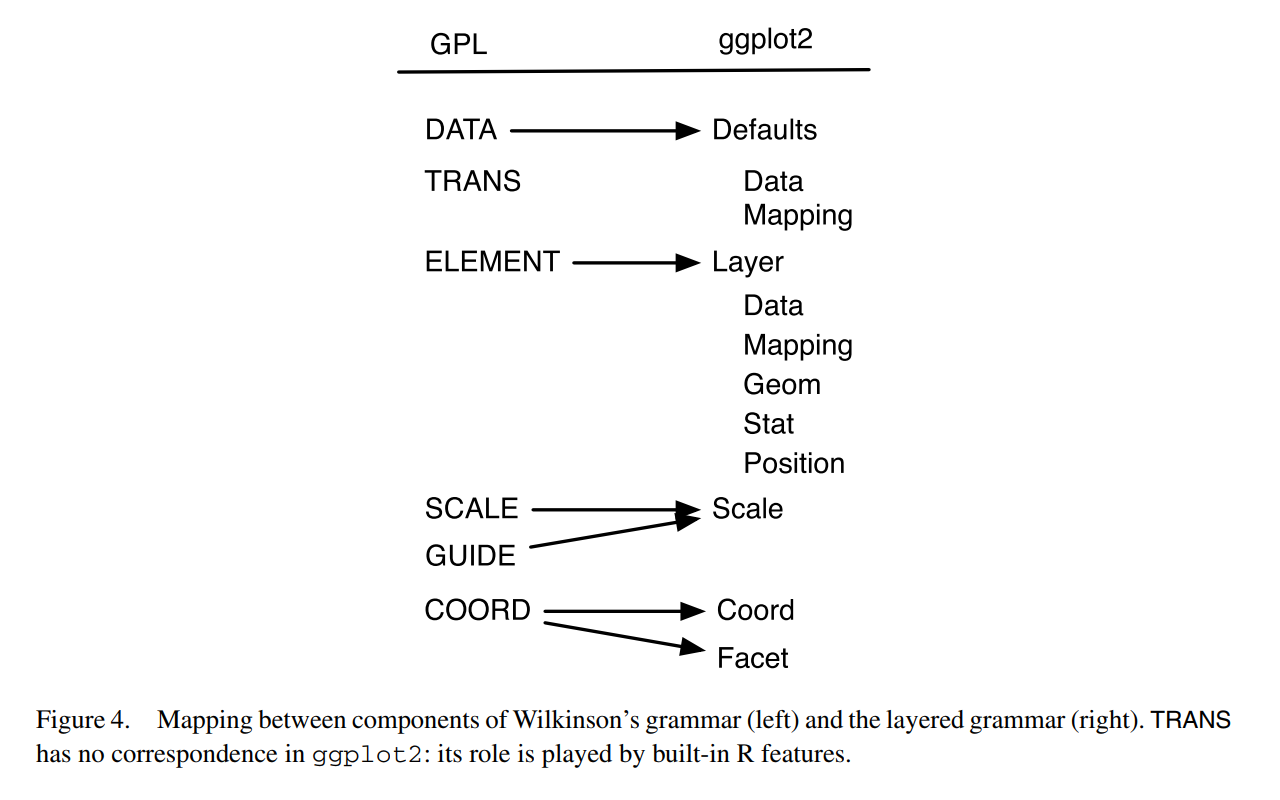 GPL ggplot2
DATA Defaults
TRANS Data
Mapping
ELEMENT Layer
Data
Mapping
Geom
Stat
Position
SCALE Scale
GUIDE
COORD Coord
Facet
Figure 4. Mapping between components of Wilkinson’s grammar (left) and the layered grammar (right). TRANS
has no correspondence in ggplot2: its role is played by built-in R features.